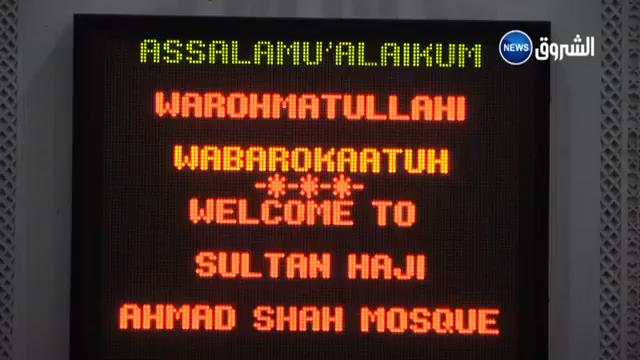 ASSALAMU'ALAIKUM
NEWS الشروق
WAROHMATULLAHI
WABAROKAATUH
-*-*-*-
WELCOME TO
SULTAN HAJI
AHMAD SHAH MOSQUE